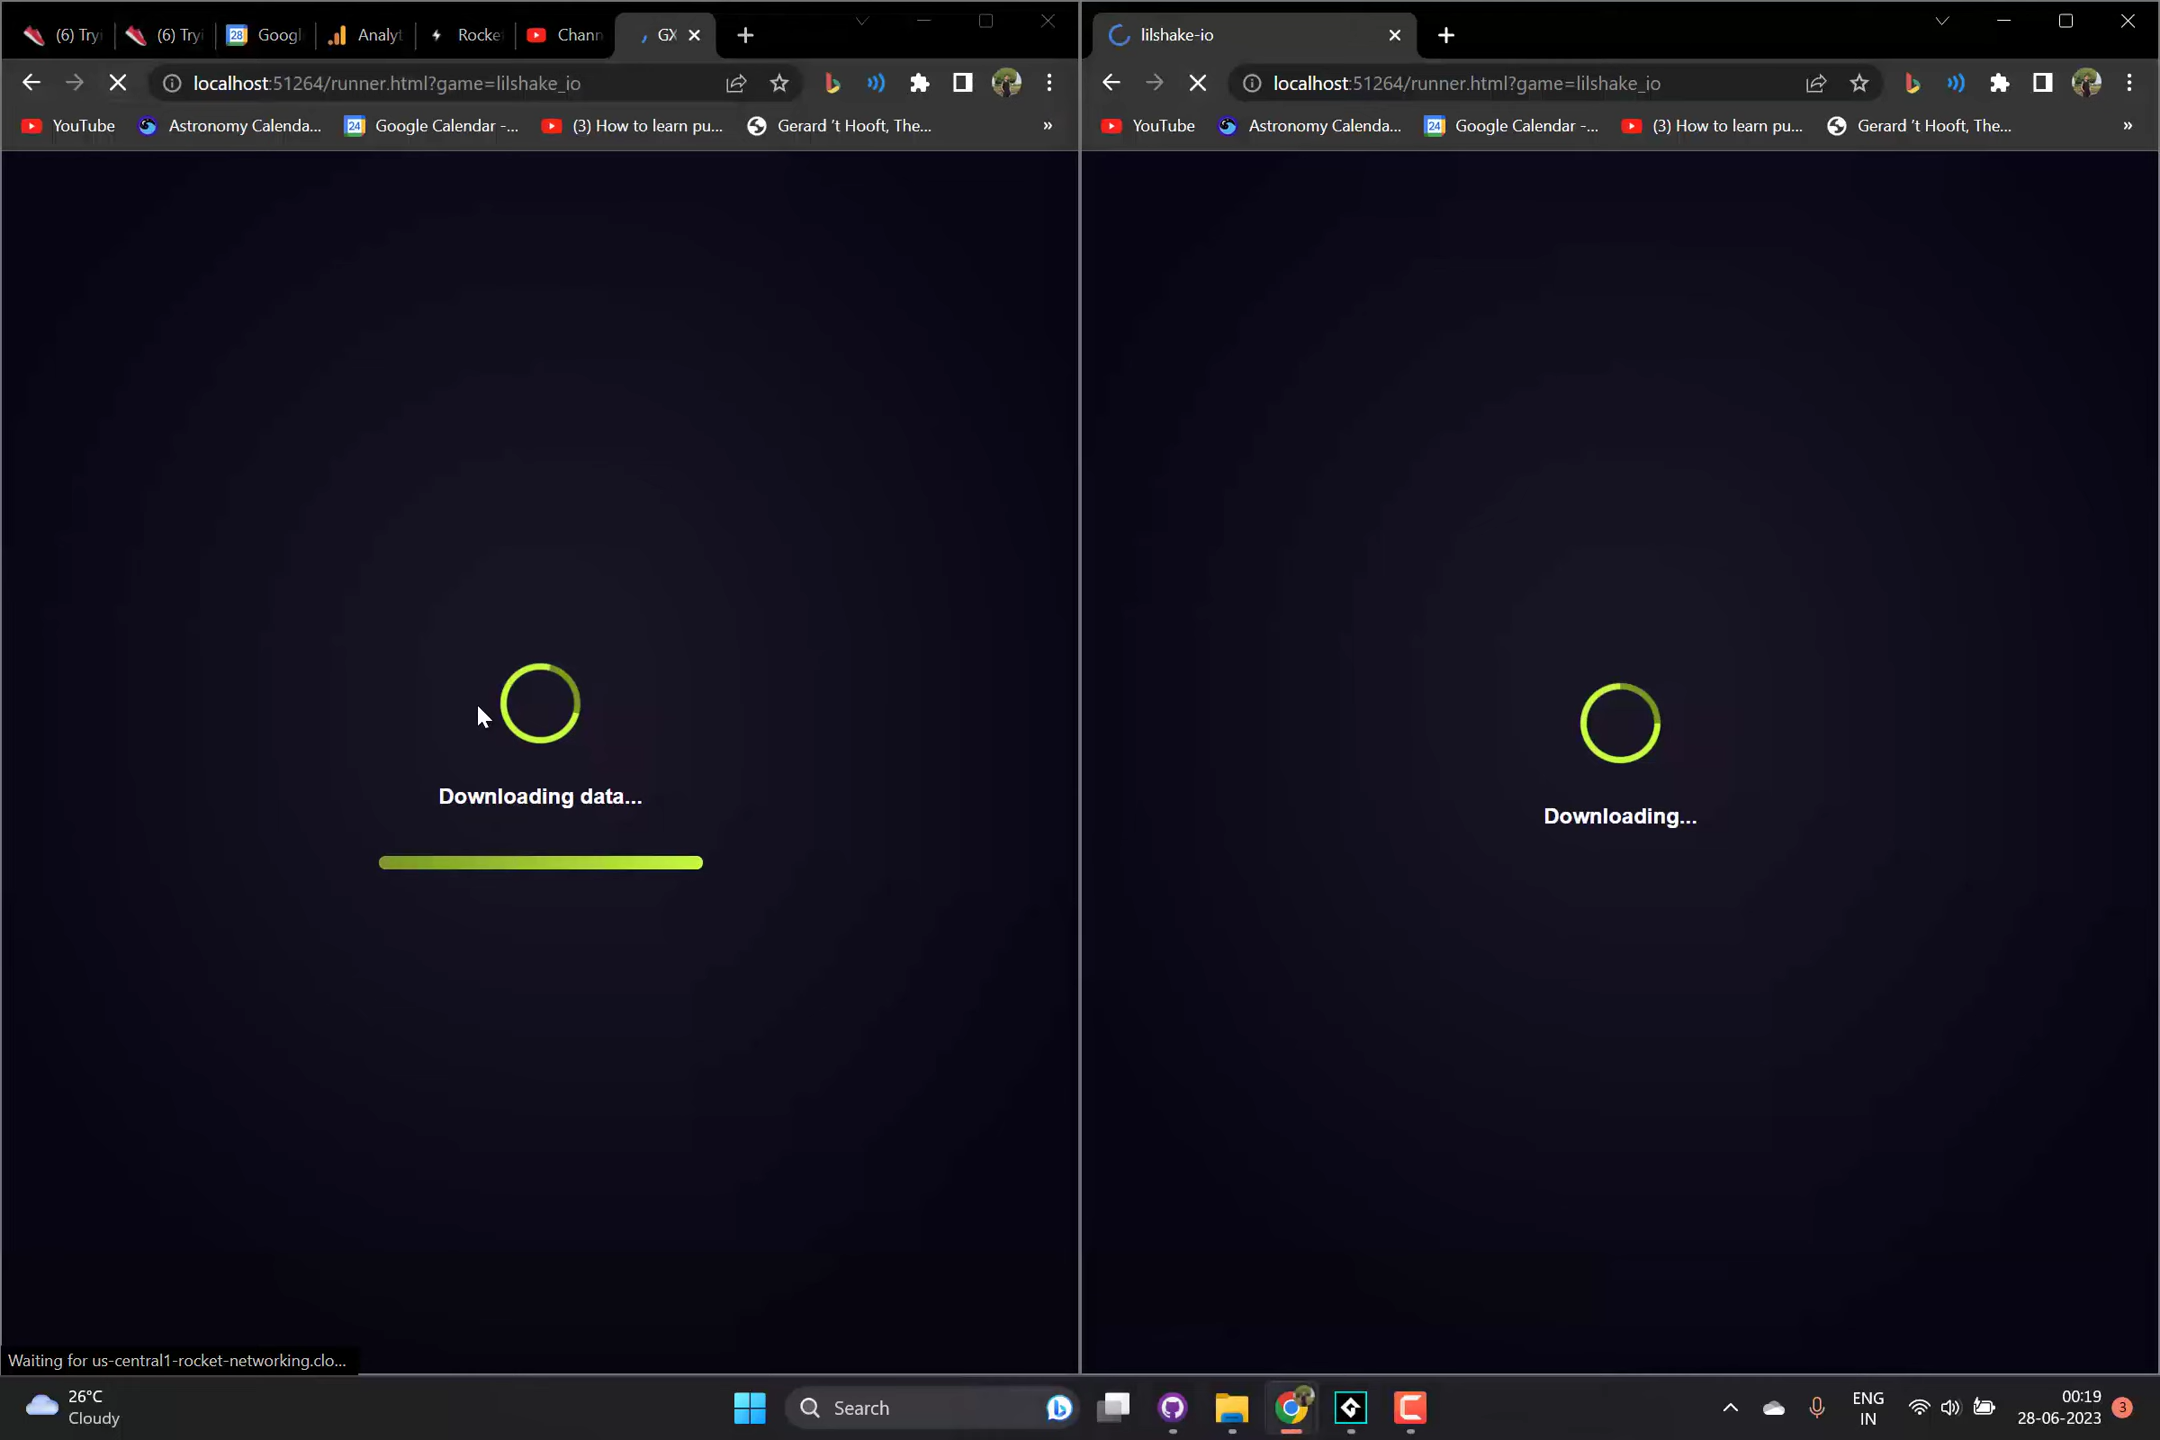 (6) Tryi
(6) Tryi
Googl
Analyt
Rocke
Chann
GX
localhost:51264/runner.html?game=lilshake_io
YouTube
Astronomy Calenda...
Google Calendar -...
(3) How to learn pu...
Gerard 't Hooft, The...
»
Downloading data...
Waiting for us-central1-rocket-networking.clo...
lilshake-io
localhost:51264/runner.html?game=lilshake_io
YouTube
Astronomy Calenda...
Google Calendar -...
(3) How to learn pu...
Gerard 't Hooft, The...
»
Downloading...
26°C
Cloudy
Search
ENG
IN
00:19
28-06-2023
3